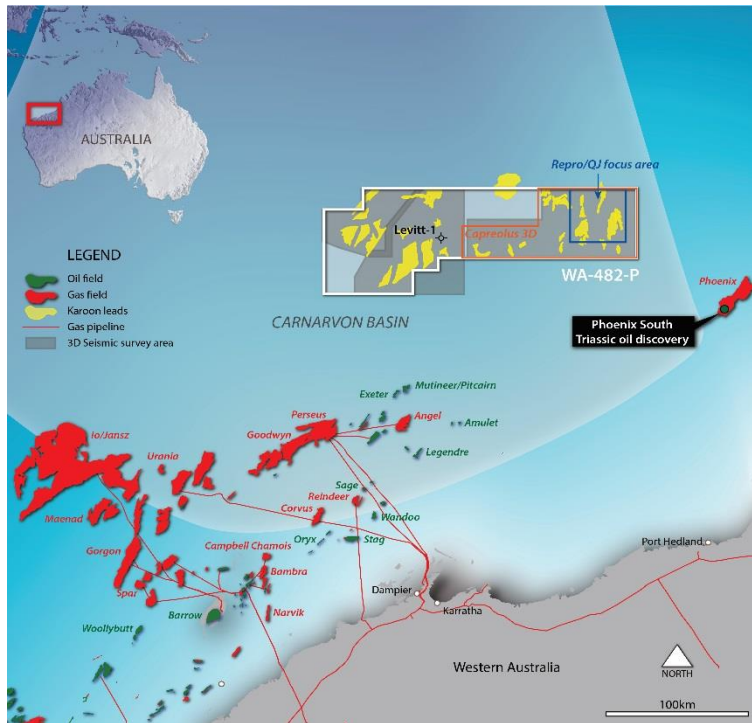 AUSTRALIA
Repro/QJ focus area
Levitt-1
Capreolus 3D
WA-482-P
LEGEND
Oil field
Gas field
Karoon leads
Gas pipeline
3D Seismic survey area
Phoenix
Phoenix South
Triassic oil discovery
CARNARVON BASIN
Mutineer/Pitcairn
Exeter
Perseus
Angel
Amulet
Io/Jansz
Goodwyn
Urania
Legendre
Sage
Reindeer
Maenad
Corvus
Wandoo
Oryx
Stag
Gorgon
Campbell Chamois
Port Hedland
Bambra
Spar
Dampier
Karratha
Barrow
Narvik
Woollybutt
Western Australia
NORTH
100km